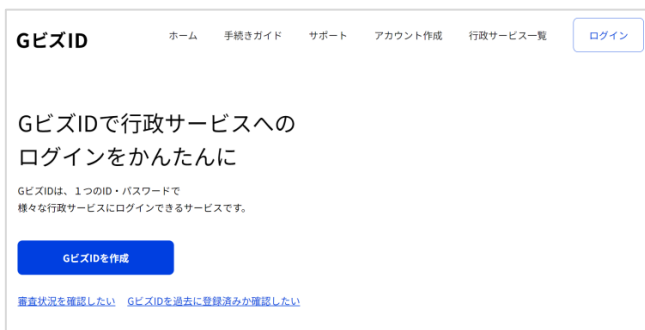 GビズID
ホーム 手続きガイド サポート アカウント作成 行政サービス一覧 ログイン
GビズIDで行政サービスへの
ログインをかんたんに
GビズIDは、１つのID・パスワードで
様々な行政サービスにログインできるサービスです。
GビズIDを作成
審査状況を確認したい GビズIDを過去に登録済みか確認したい